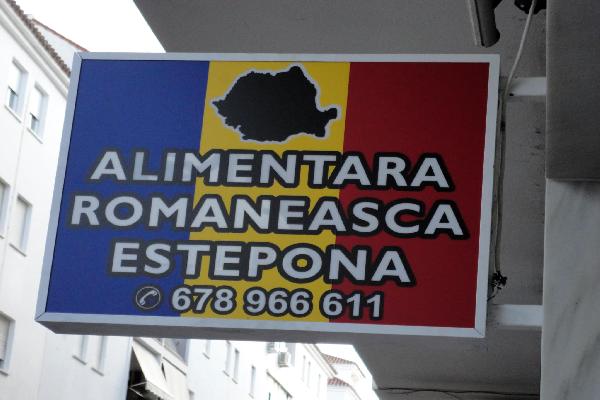 ALIMENTARA
ROMANEASCA
ESTEPONA
678 966 611